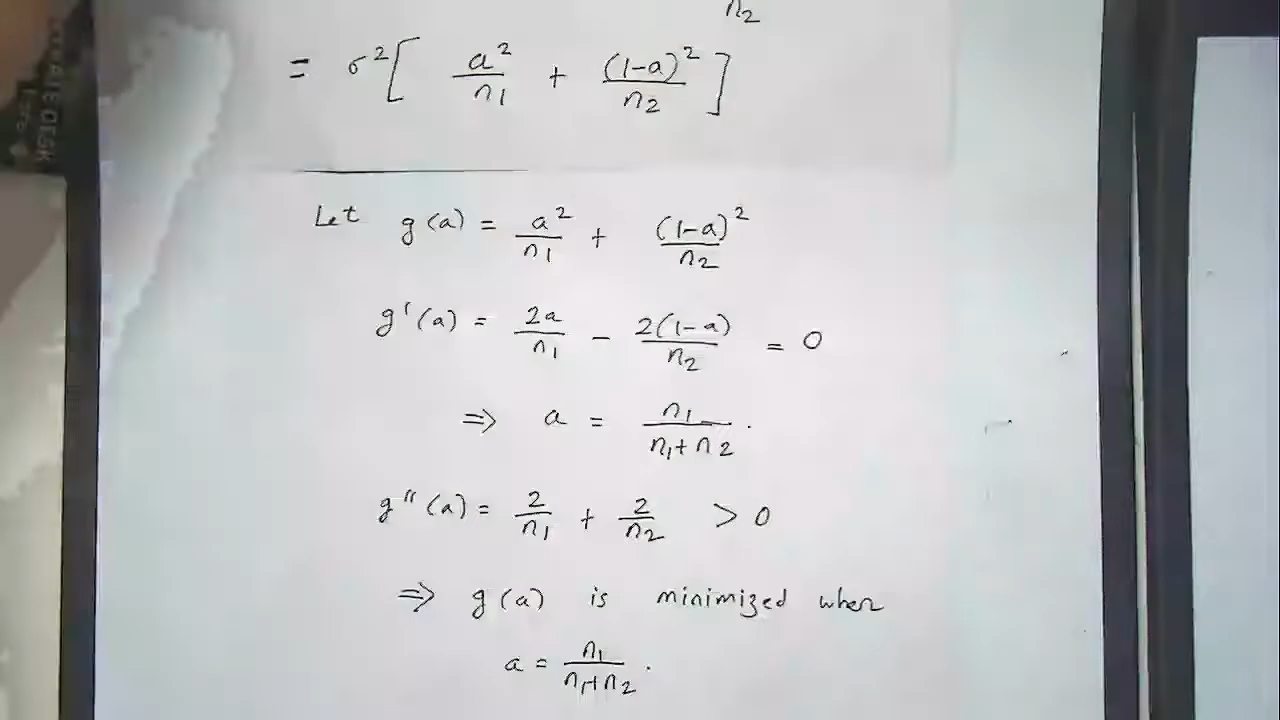 n₂
= σ² [ a²/n₁ + (1-a)²/n₂ ]
Let g(a) = a²/n₁ + (1-a)²/n₂
g'(a) = 2a/n₁ - 2(1-a)/n₂ = 0
=> a = n₁/(n₁+n₂).
g"(a) = 2/n₁ + 2/n₂ > 0
=> g(a) is minimized when
a = n₁/(n₁+n₂).